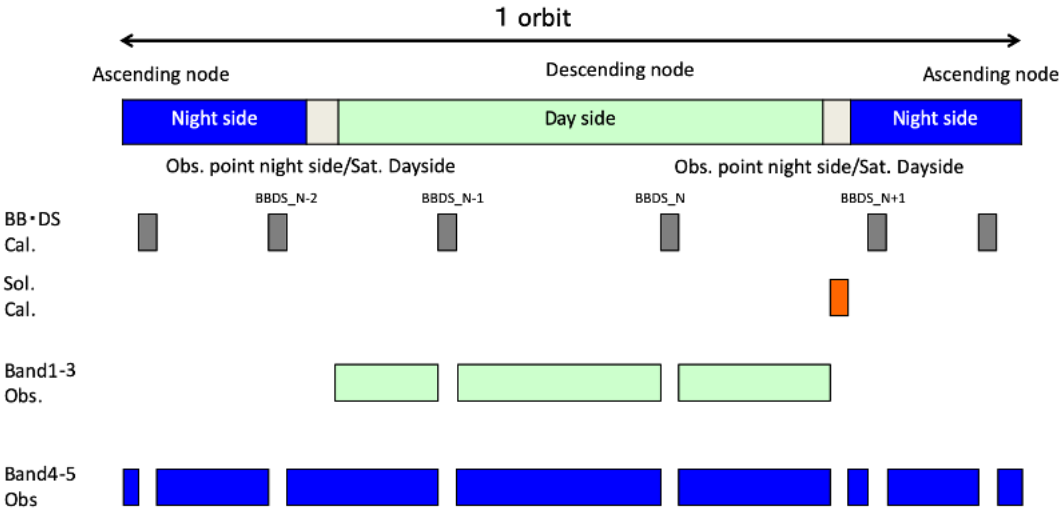 1 orbit
Ascending node
Descending node
Ascending node
Night side
Day side
Night side
Obs. point night side/Sat. Dayside
Obs. point night side/Sat. Dayside
BBDS_N-2
BBDS_N-1
BBDS_N
BBDS_N+1
BB・DS
Cal.
Sol.
Cal.
Band1-3
Obs.
Band4-5
Obs